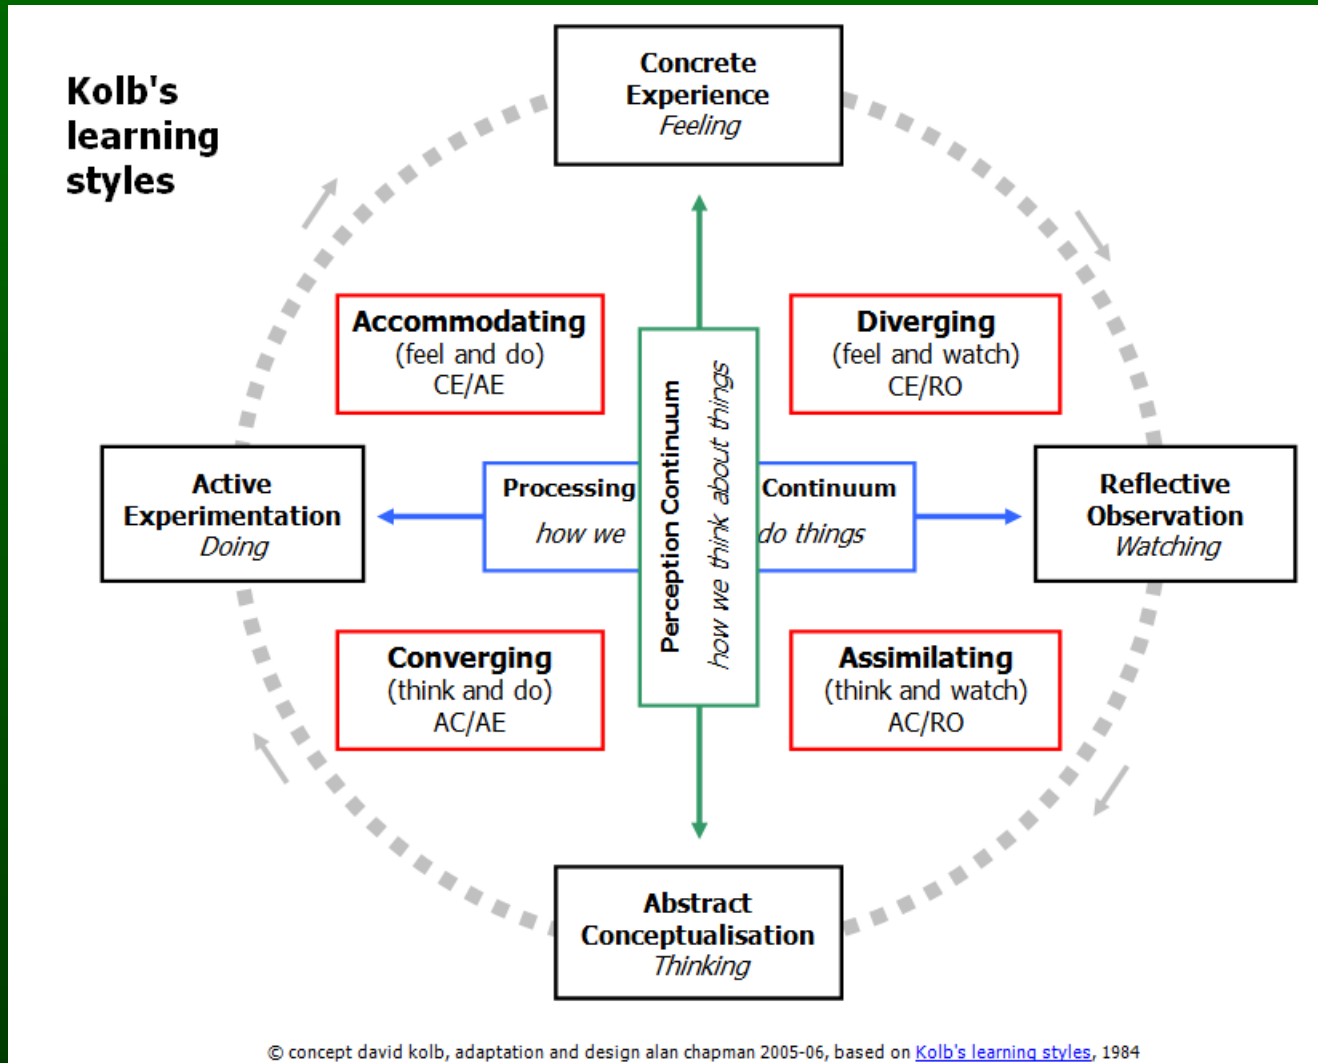 Kolb's
learning
styles
Concrete
Experience
Feeling
Accommodating
(feel and do)
CE/AE
Diverging
(feel and watch)
CE/RO
Active
Experimentation
Doing
Processing Continuum
how we do things
Perception Continuum
how we think about things
Reflective
Observation
Watching
Converging
(think and do)
AC/AE
Assimilating
(think and watch)
AC/RO
Abstract
Conceptualisation
Thinking
© concept david kolb, adaptation and design alan chapman 2005-06, based on Kolb's learning styles, 1984